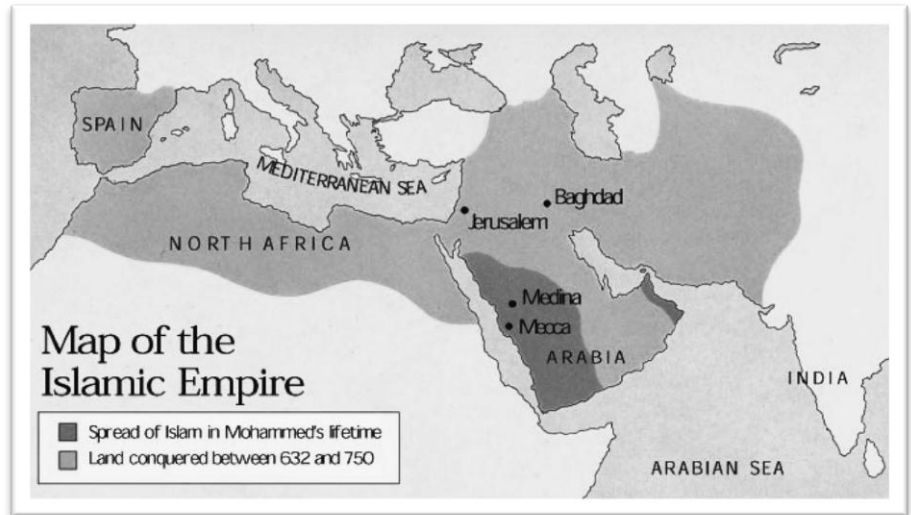 SPAIN
MEDITERRANEAN SEA
Baghdad
Jerusalem
NORTH AFRICA
Medina
Mecca
ARABIA
INDIA
ARABIAN SEA
Map of the
Islamic Empire
Spread of Islam in Mohammed's lifetime
Land conquered between 632 and 750